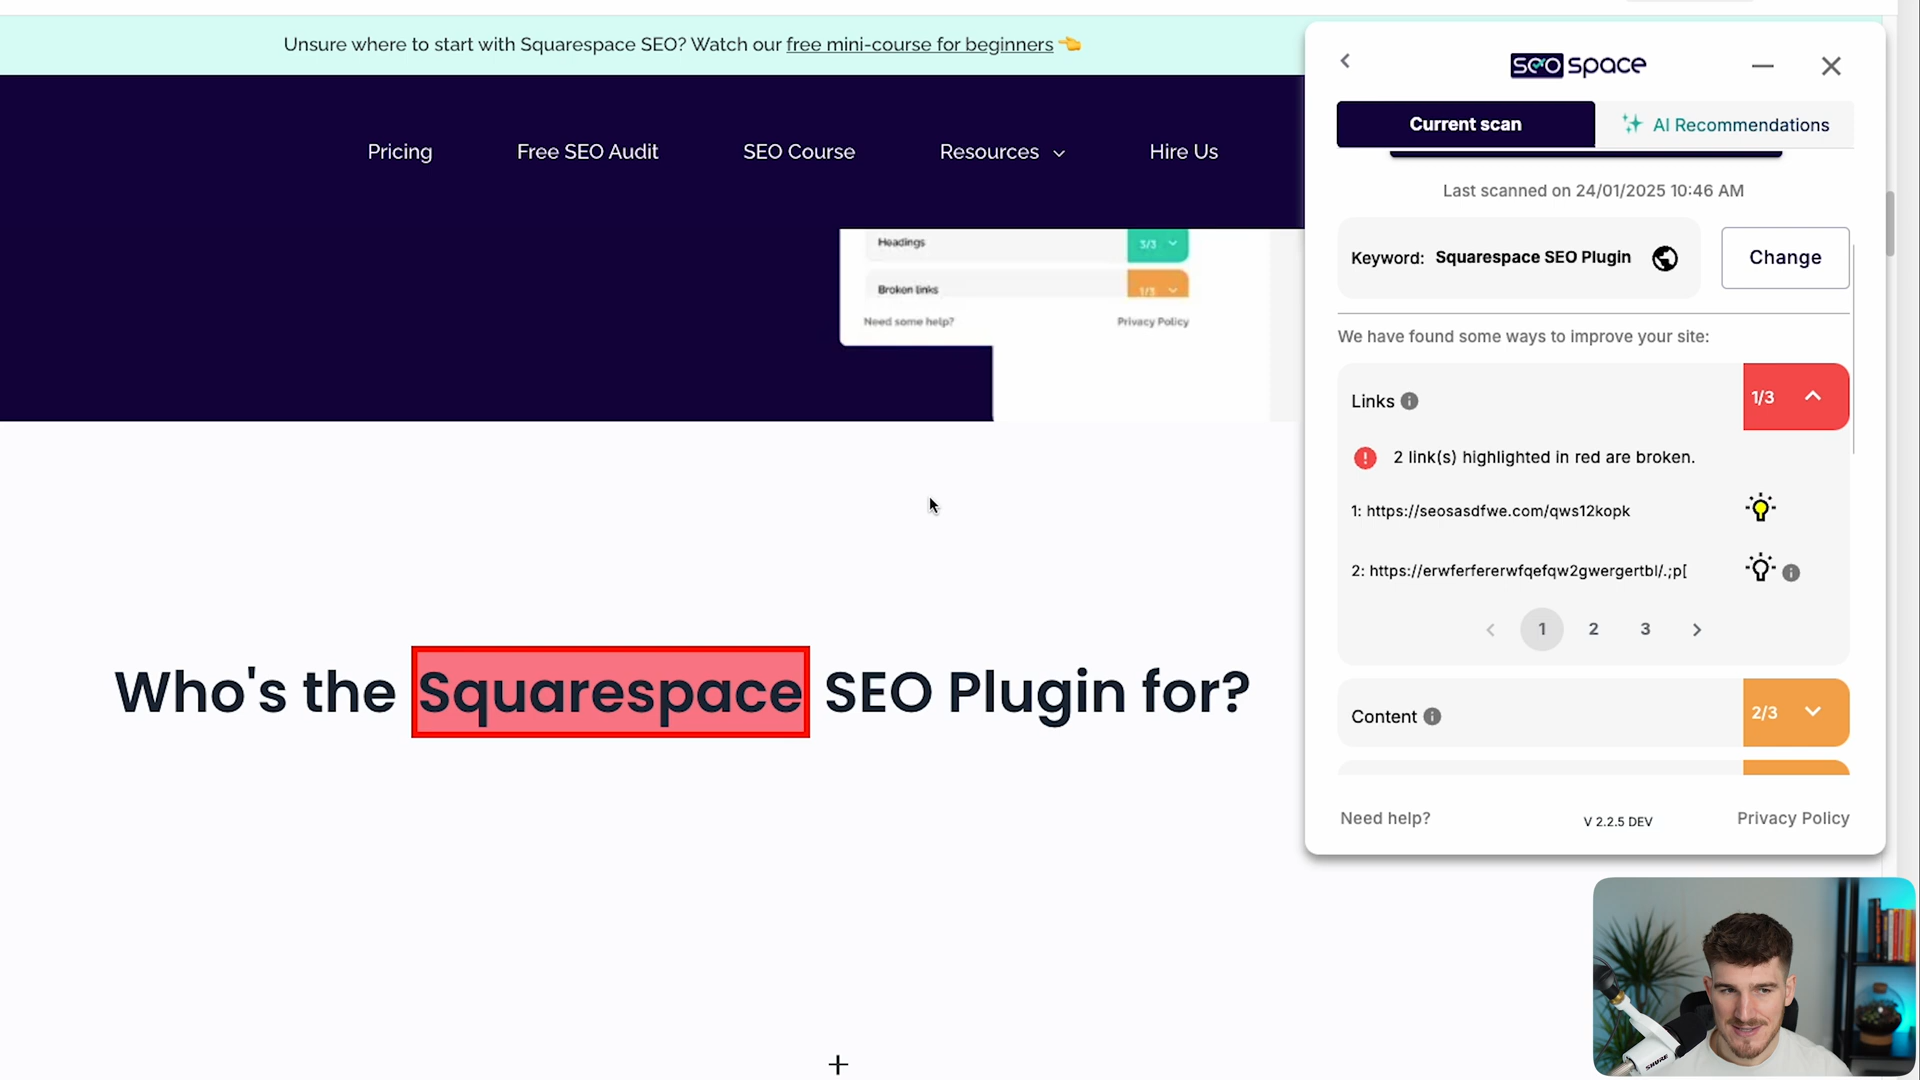 Unsure where to start with Squarespace SEO? Watch our free mini-course for beginners 👈
Pricing
Free SEO Audit
SEO Course
Resources
Hire Us
Headings
3/3
Broken links
1/3
Need some help?
Privacy Policy
Who's the Squarespace SEO Plugin for?
seo space
Current scan
AI Recommendations
Last scanned on 24/01/2025 10:46 AM
Keyword: Squarespace SEO Plugin
Change
We have found some ways to improve your site:
Links
1/3
2 link(s) highlighted in red are broken.
1: https://seosasdfwe.com/qws12kopk
2: https://erwferfererwfqefqw2gwergertbl/.;p[
1 2 3
Content
2/3
Need help?
V 2.2.5 DEV
Privacy Policy
SHURE